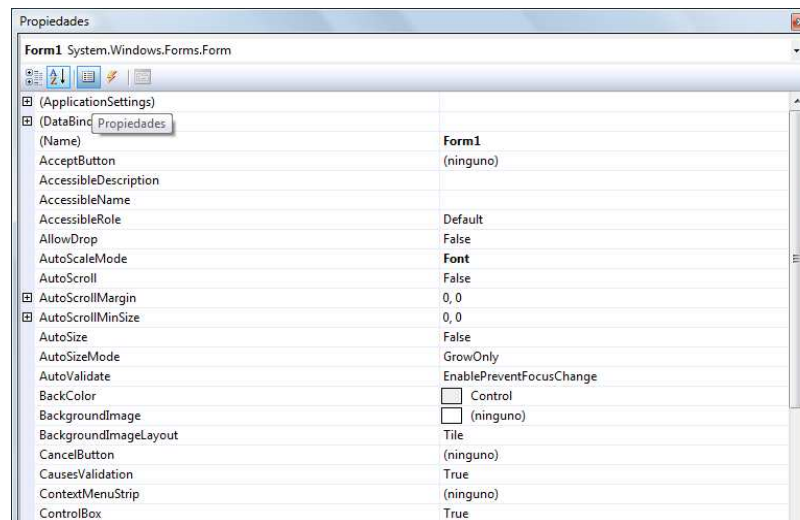 Propiedades
Form1 System.Windows.Forms.Form
(ApplicationSettings)
(DataBind
Propiedades
(Name) Form1
AcceptButton (ninguno)
AccessibleDescription
AccessibleName
AccessibleRole Default
AllowDrop False
AutoScaleMode Font
AutoScroll False
AutoScrollMargin 0, 0
AutoScrollMinSize 0, 0
AutoSize False
AutoSizeMode GrowOnly
AutoValidate EnablePreventFocusChange
BackColor Control
BackgroundImage (ninguno)
BackgroundImageLayout Tile
CancelButton (ninguno)
CausesValidation True
ContextMenuStrip (ninguno)
ControlBox True